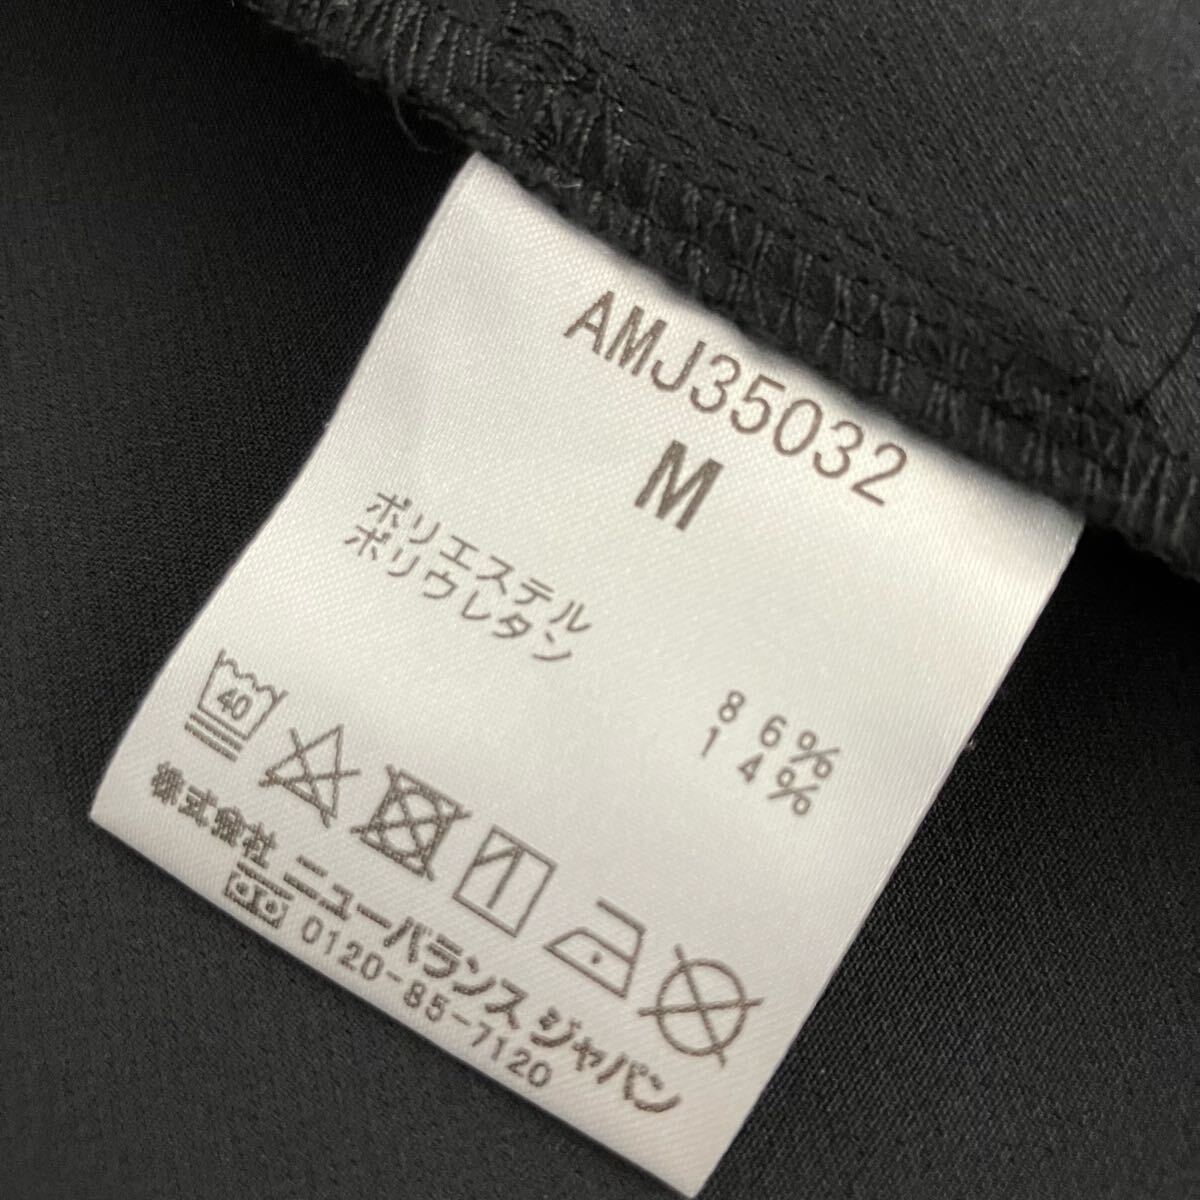 AMJ35032
M
ポリエステル 86%
ポリウレタン 14%
40
株式会社 ニューバランス ジャパン
0120-85-7120